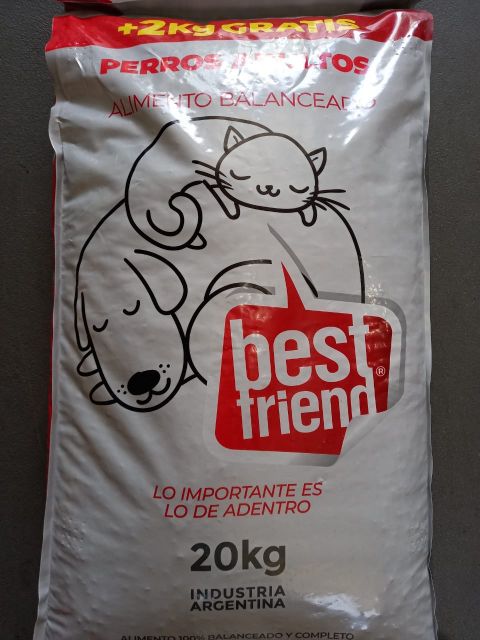 +2Kg GRATIS
PERROS ADULTOS
ALIMENTO BALANCEADO
best
friend®
LO IMPORTANTE ES
LO DE ADENTRO
20kg
INDUSTRIA
ARGENTINA
ALIMENTO 100% BALANCEADO Y COMPLETO